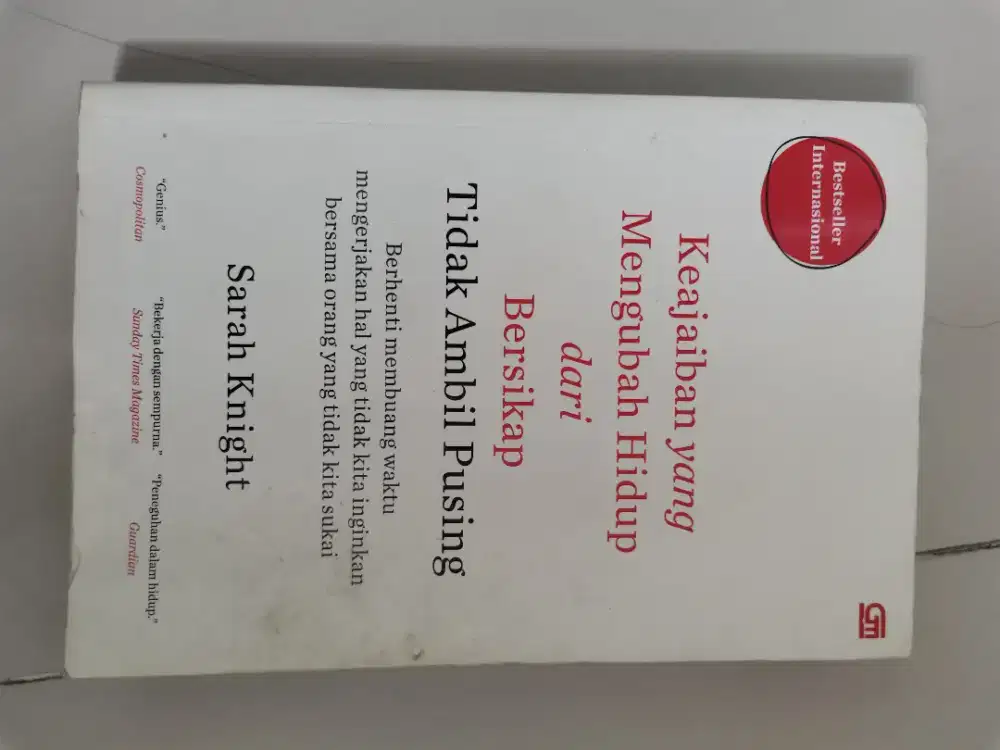 Bestseller
Internasional
Keajaiban yang
Mengubah Hidup
dari
Bersikap
Tidak Ambil Pusing
Berhenti membuang waktu
mengerjakan hal yang tidak kita inginkan
bersama orang yang tidak kita sukai
Sarah Knight
“Genius.”
Cosmopolitan
“Bekerja dengan sempurna.”
Sunday Times Magazine
“Peneguhan dalam hidup.”
Guardian